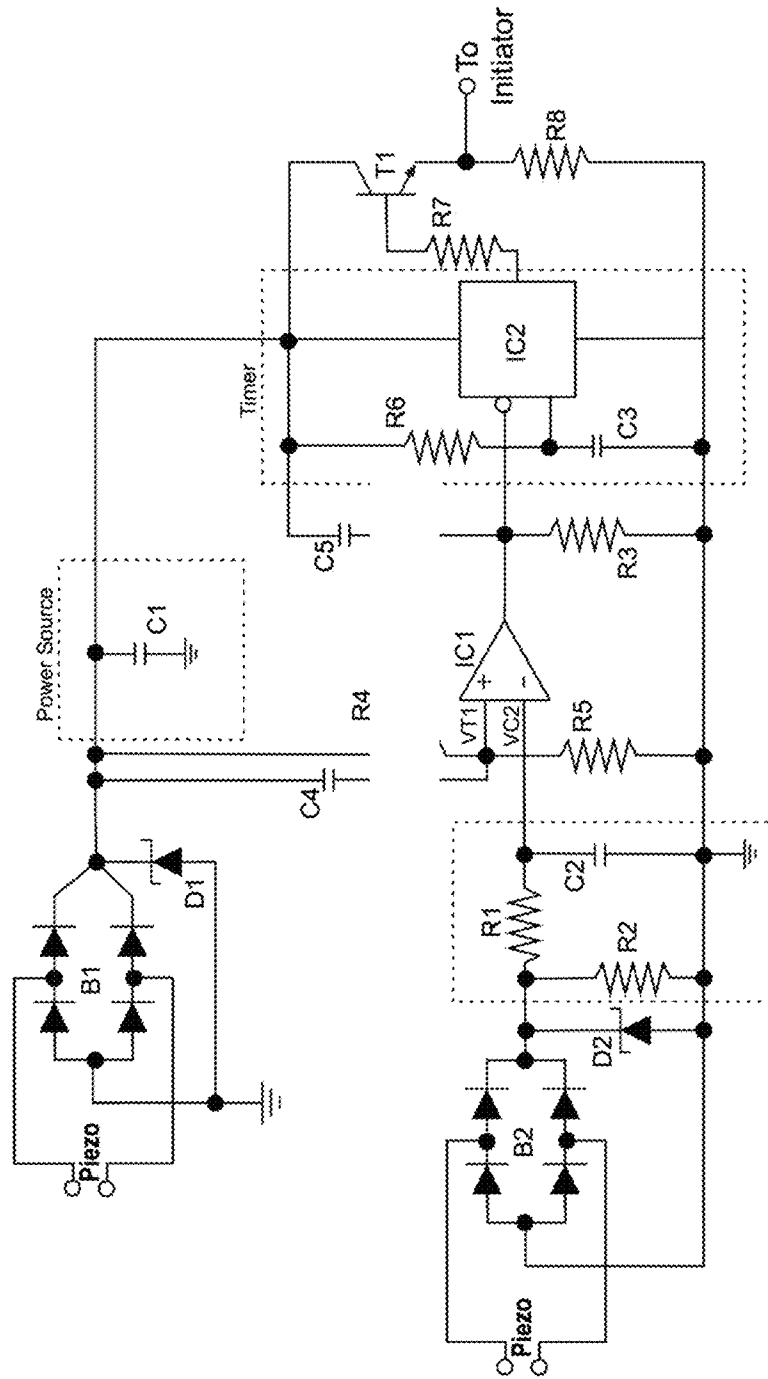 Piezo
B1
D1
Power Source
C1
C4
R4
Timer
C5
R6
IC2
C3
R7
T1
To
Initiator
R8
Piezo
B2
D2
R2
R1
C2
VT1
VC2
IC1
R5
R3